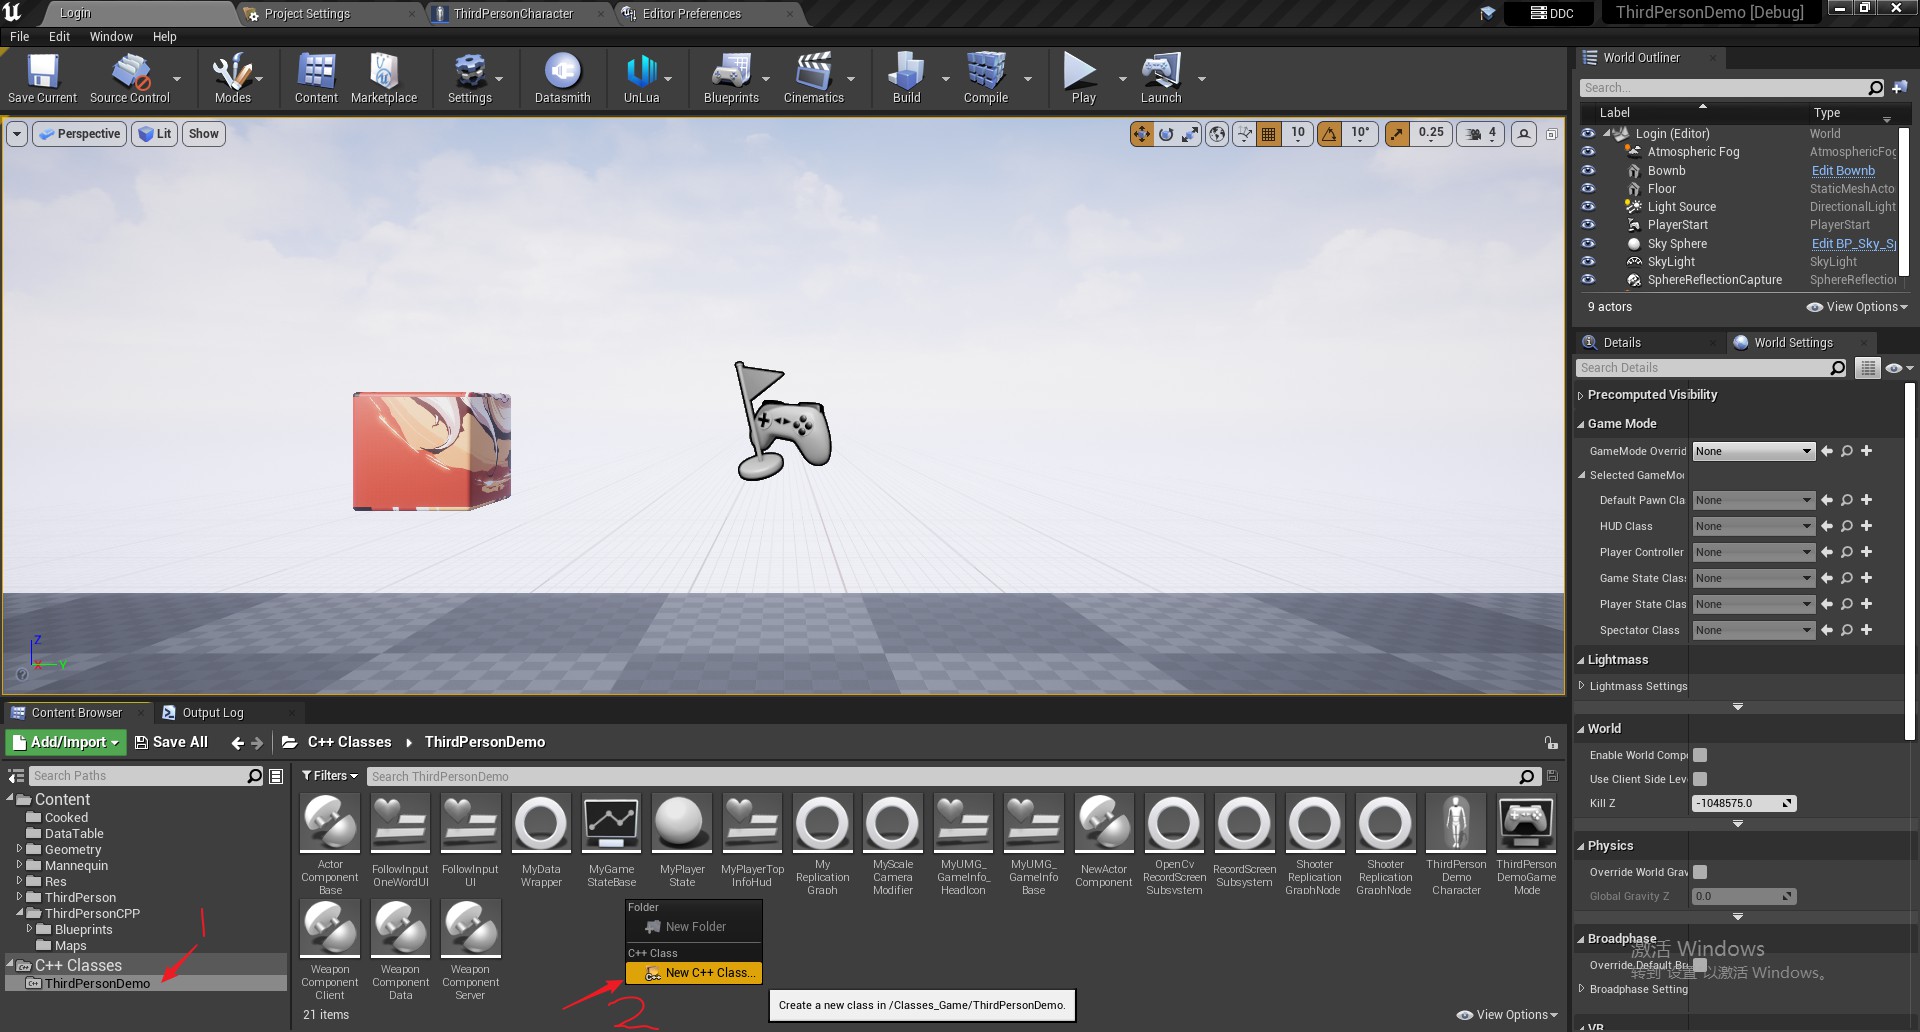 Login
Project Settings
ThirdPersonCharacter
Editor Preferences
DDC
ThirdPersonDemo [Debug]
File Edit Window Help
Save Current
Source Control
Modes
Content
Marketplace
Settings
Datasmith
UnLua
Blueprints
Cinematics
Build
Compile
Play
Launch
Perspective
Lit
Show
10
10°
0.25
4
Z
X
Y
World Outliner
Search...
Label Type
Login (Editor) World
Atmospheric Fog AtmosphericFog
Bownb Edit Bownb
Floor StaticMeshActo
Light Source DirectionalLight
PlayerStart PlayerStart
Sky Sphere Edit BP_Sky_Sp
SkyLight SkyLight
SphereReflectionCapture SphereReflection
9 actors
View Options
Details
World Settings
Search Details
Precomputed Visibility
Game Mode
GameMode Overrid None
Selected GameMo
Default Pawn Cla None
HUD Class None
Player Controller None
Game State Class None
Player State Clas None
Spectator Class None
Lightmass
Lightmass Settings
World
Enable World Compo
Use Client Side Leve
Kill Z -1048575.0
Physics
Override World Grav
Global Gravity Z 0.0
Broadphase
Override Default Br
Broadphase Setting
VR
激活 Windows
转到"设置"以激活 Windows。
Content Browser
Output Log
Add/Import
Save All
C++ Classes
ThirdPersonDemo
Search Paths
Filters
Search ThirdPersonDemo
Content
Cooked
DataTable
Geometry
Mannequin
Res
ThirdPerson
ThirdPersonCPP
Blueprints
Maps
C++ Classes
ThirdPersonDemo
1
Actor
Component
Base
FollowInput
OneWordUI
FollowInput
UI
MyData
Wrapper
MyGame
StateBase
MyPlayer
State
MyPlayerTop
InfoHud
My
Replication
Graph
MyScale
Camera
Modifier
MyUMG_
GameInfo_
HeadIcon
MyUMG_
GameInfo
Base
NewActor
Component
OpenCv
RecordScreen
Subsystem
RecordScreen
Subsystem
Shooter
Replication
GraphNode
Shooter
Replication
GraphNode
ThirdPerson
Demo
Character
ThirdPerson
DemoGame
Mode
Weapon
Component
Client
Weapon
Component
Data
Weapon
Component
Server
Folder
New Folder
C++ Class
New C++ Class...
2
Create a new class in /Classes_Game/ThirdPersonDemo.
21 items
View Options